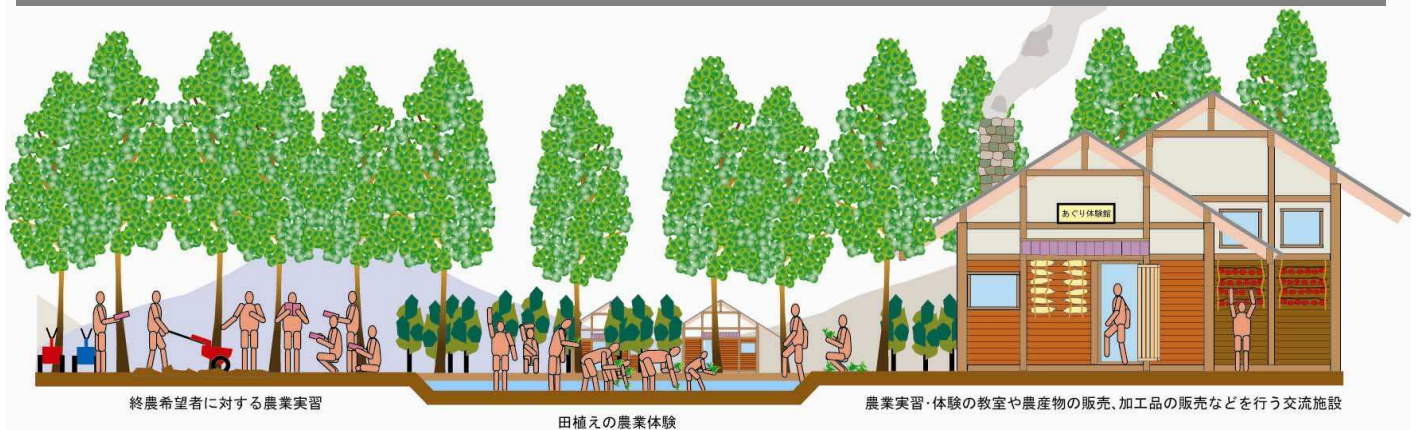 あぐり体験館
終農希望者に対する農業実習
田植えの農業体験
農業実習･体験の教室や農産物の販売､加工品の販売などを行う交流施設